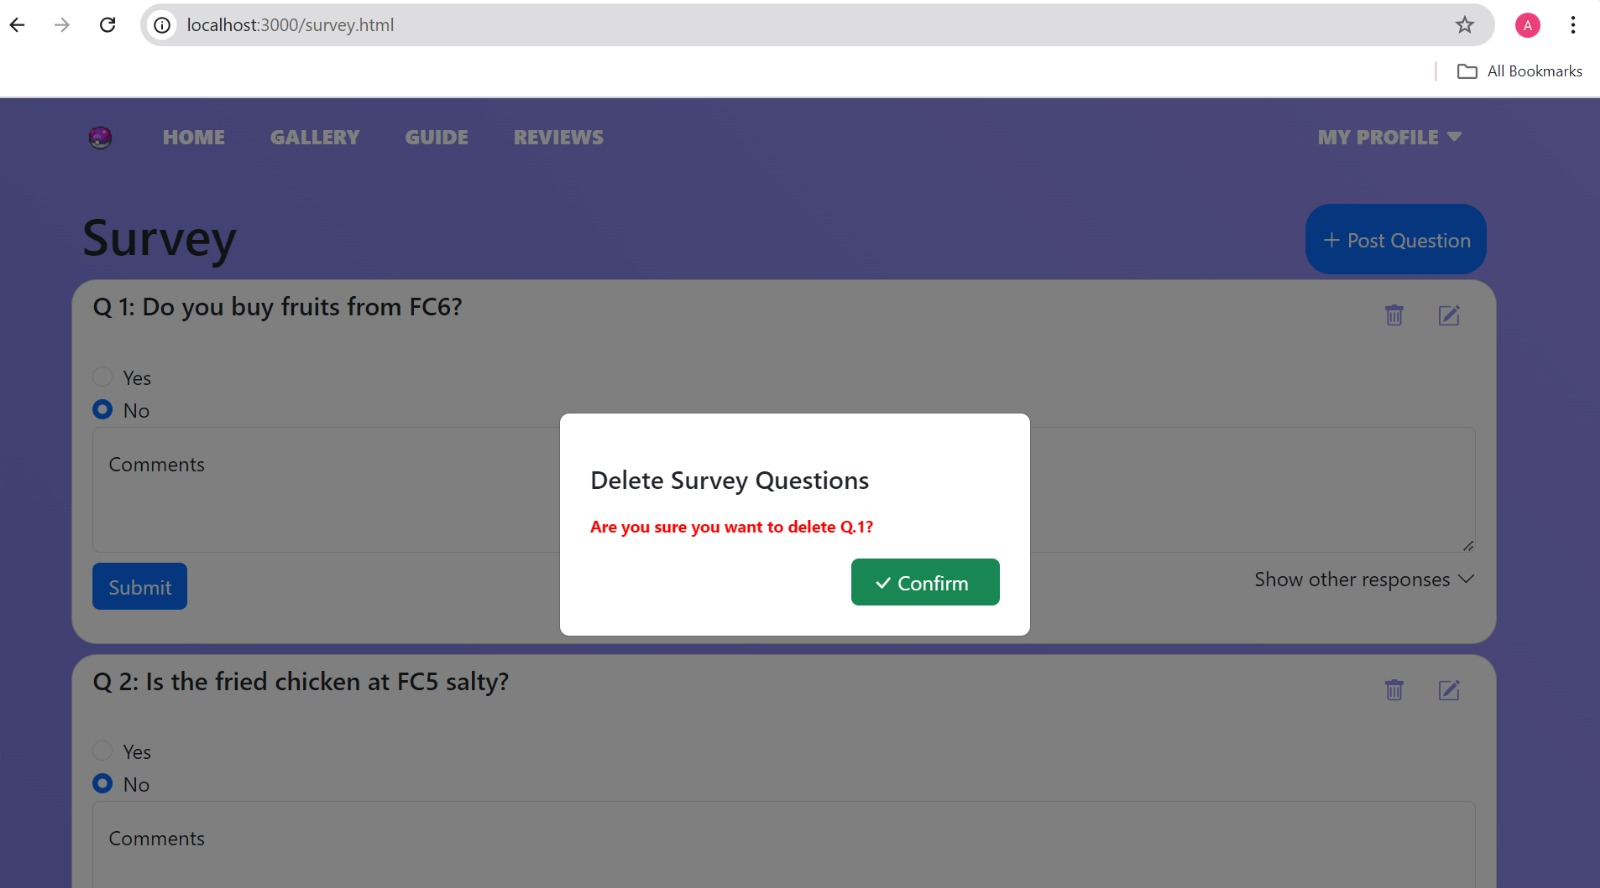 localhost:3000/survey.html
A
All Bookmarks
HOME GALLERY GUIDE REVIEWS MY PROFILE
Survey
+ Post Question
Q 1: Do you buy fruits from FC6?
Yes
No
Comments
Submit
Show other responses
Delete Survey Questions
Are you sure you want to delete Q.1?
Confirm
Q 2: Is the fried chicken at FC5 salty?
Yes
No
Comments